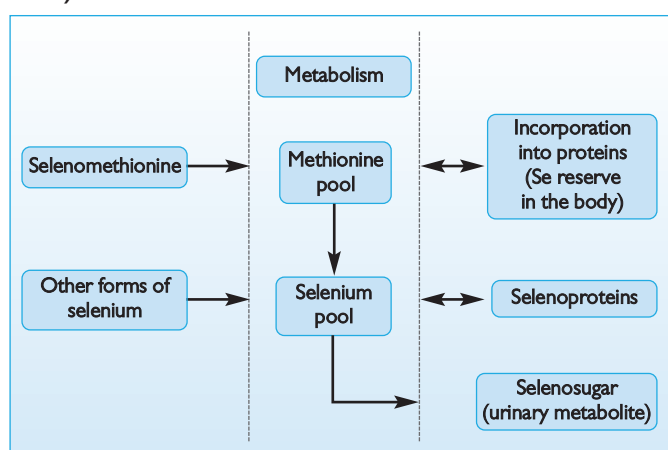 Metabolism
Selenomethionine
Methionine
pool
Incorporation
into proteins
(Se reserve
in the body)
Other forms of
selenium
Selenium
pool
Selenoproteins
Selenosugar
(urinary metabolite)